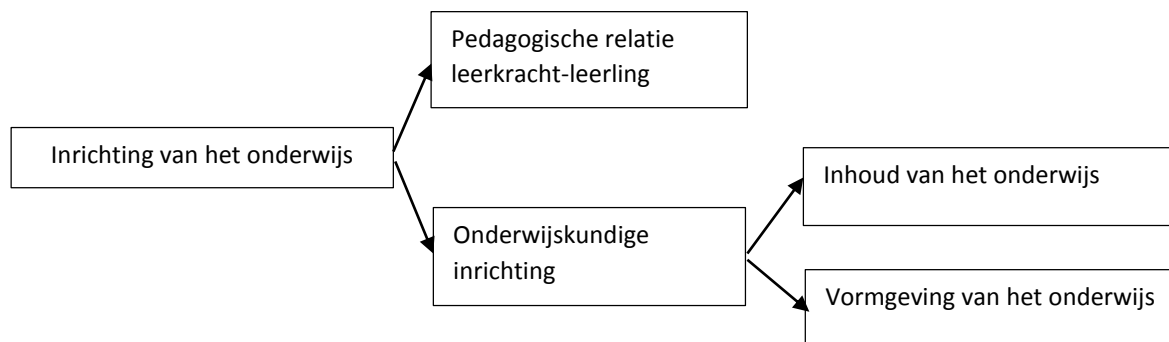 Pedagogische relatie
leerkracht-leerling
Inrichting van het onderwijs
Inhoud van het onderwijs
Onderwijskundige
inrichting
Vormgeving van het onderwijs